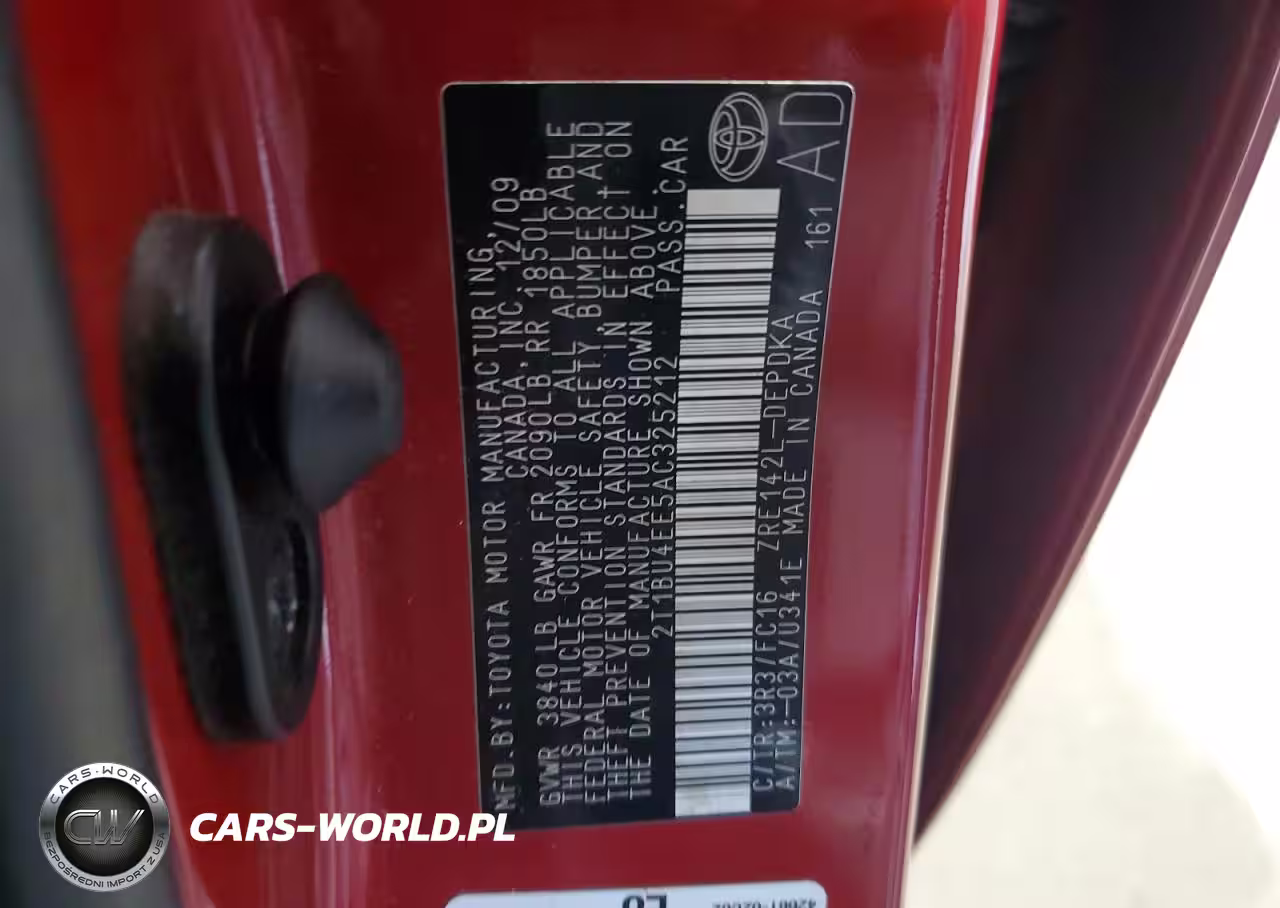 MFD.BY:TOYOTA MOTOR MANUFACTURING
CANADA, INC. 12/09
GVWR 3840 LB GAWR FR 2090LB, RR 1850LB
THIS VEHICLE CONFORMS TO ALL APPLICABLE
FEDERAL MOTOR VEHICLE SAFETY, BUMPER, AND
THEFT PREVENTION STANDARDS IN EFFECT ON
THE DATE OF MANUFACTURE SHOWN ABOVE.
2T1BU4EE5AC325212 PASS.CAR
C/TR:3R3/FC16 ZRE142L-DEPDKA
A/TM:-03A/U341E MADE IN CANADA 161
AD
CARS-WORLD
CW
BEZPOŚREDNI IMPORT Z USA
CARS-WORLD.PL